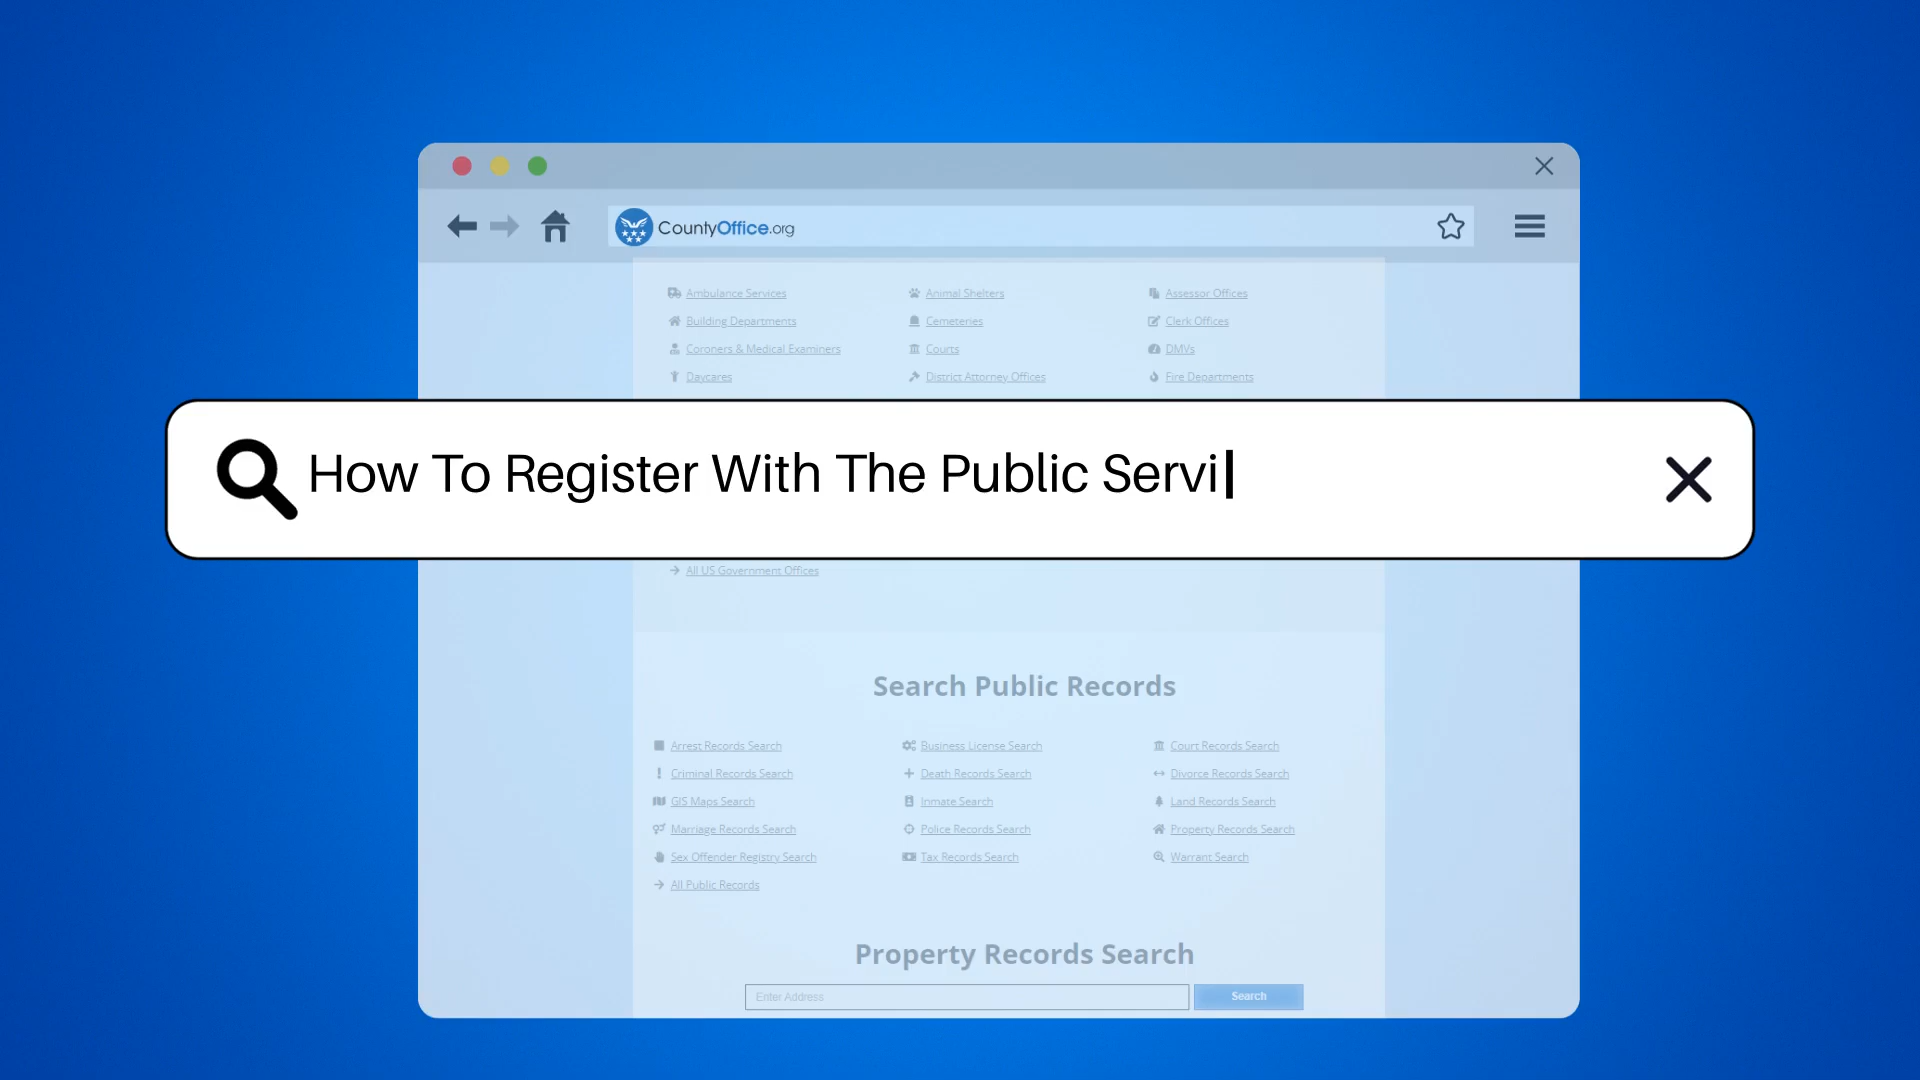 CountyOffice.org
Ambulance Services Animal Shelters Assessor Offices
Building Departments Cemeteries Clerk Offices
Coroners & Medical Examiners Courts DMVs
Daycares District Attorney Offices Fire Departments
How To Register With The Public Servi
All US Government Offices
Search Public Records
Arrest Records Search Business License Search Court Records Search
Criminal Records Search Death Records Search Divorce Records Search
GIS Maps Search Inmate Search Land Records Search
Marriage Records Search Police Records Search Property Records Search
Sex Offender Registry Search Tax Records Search Warrant Search
All Public Records
Property Records Search
Enter Address Search